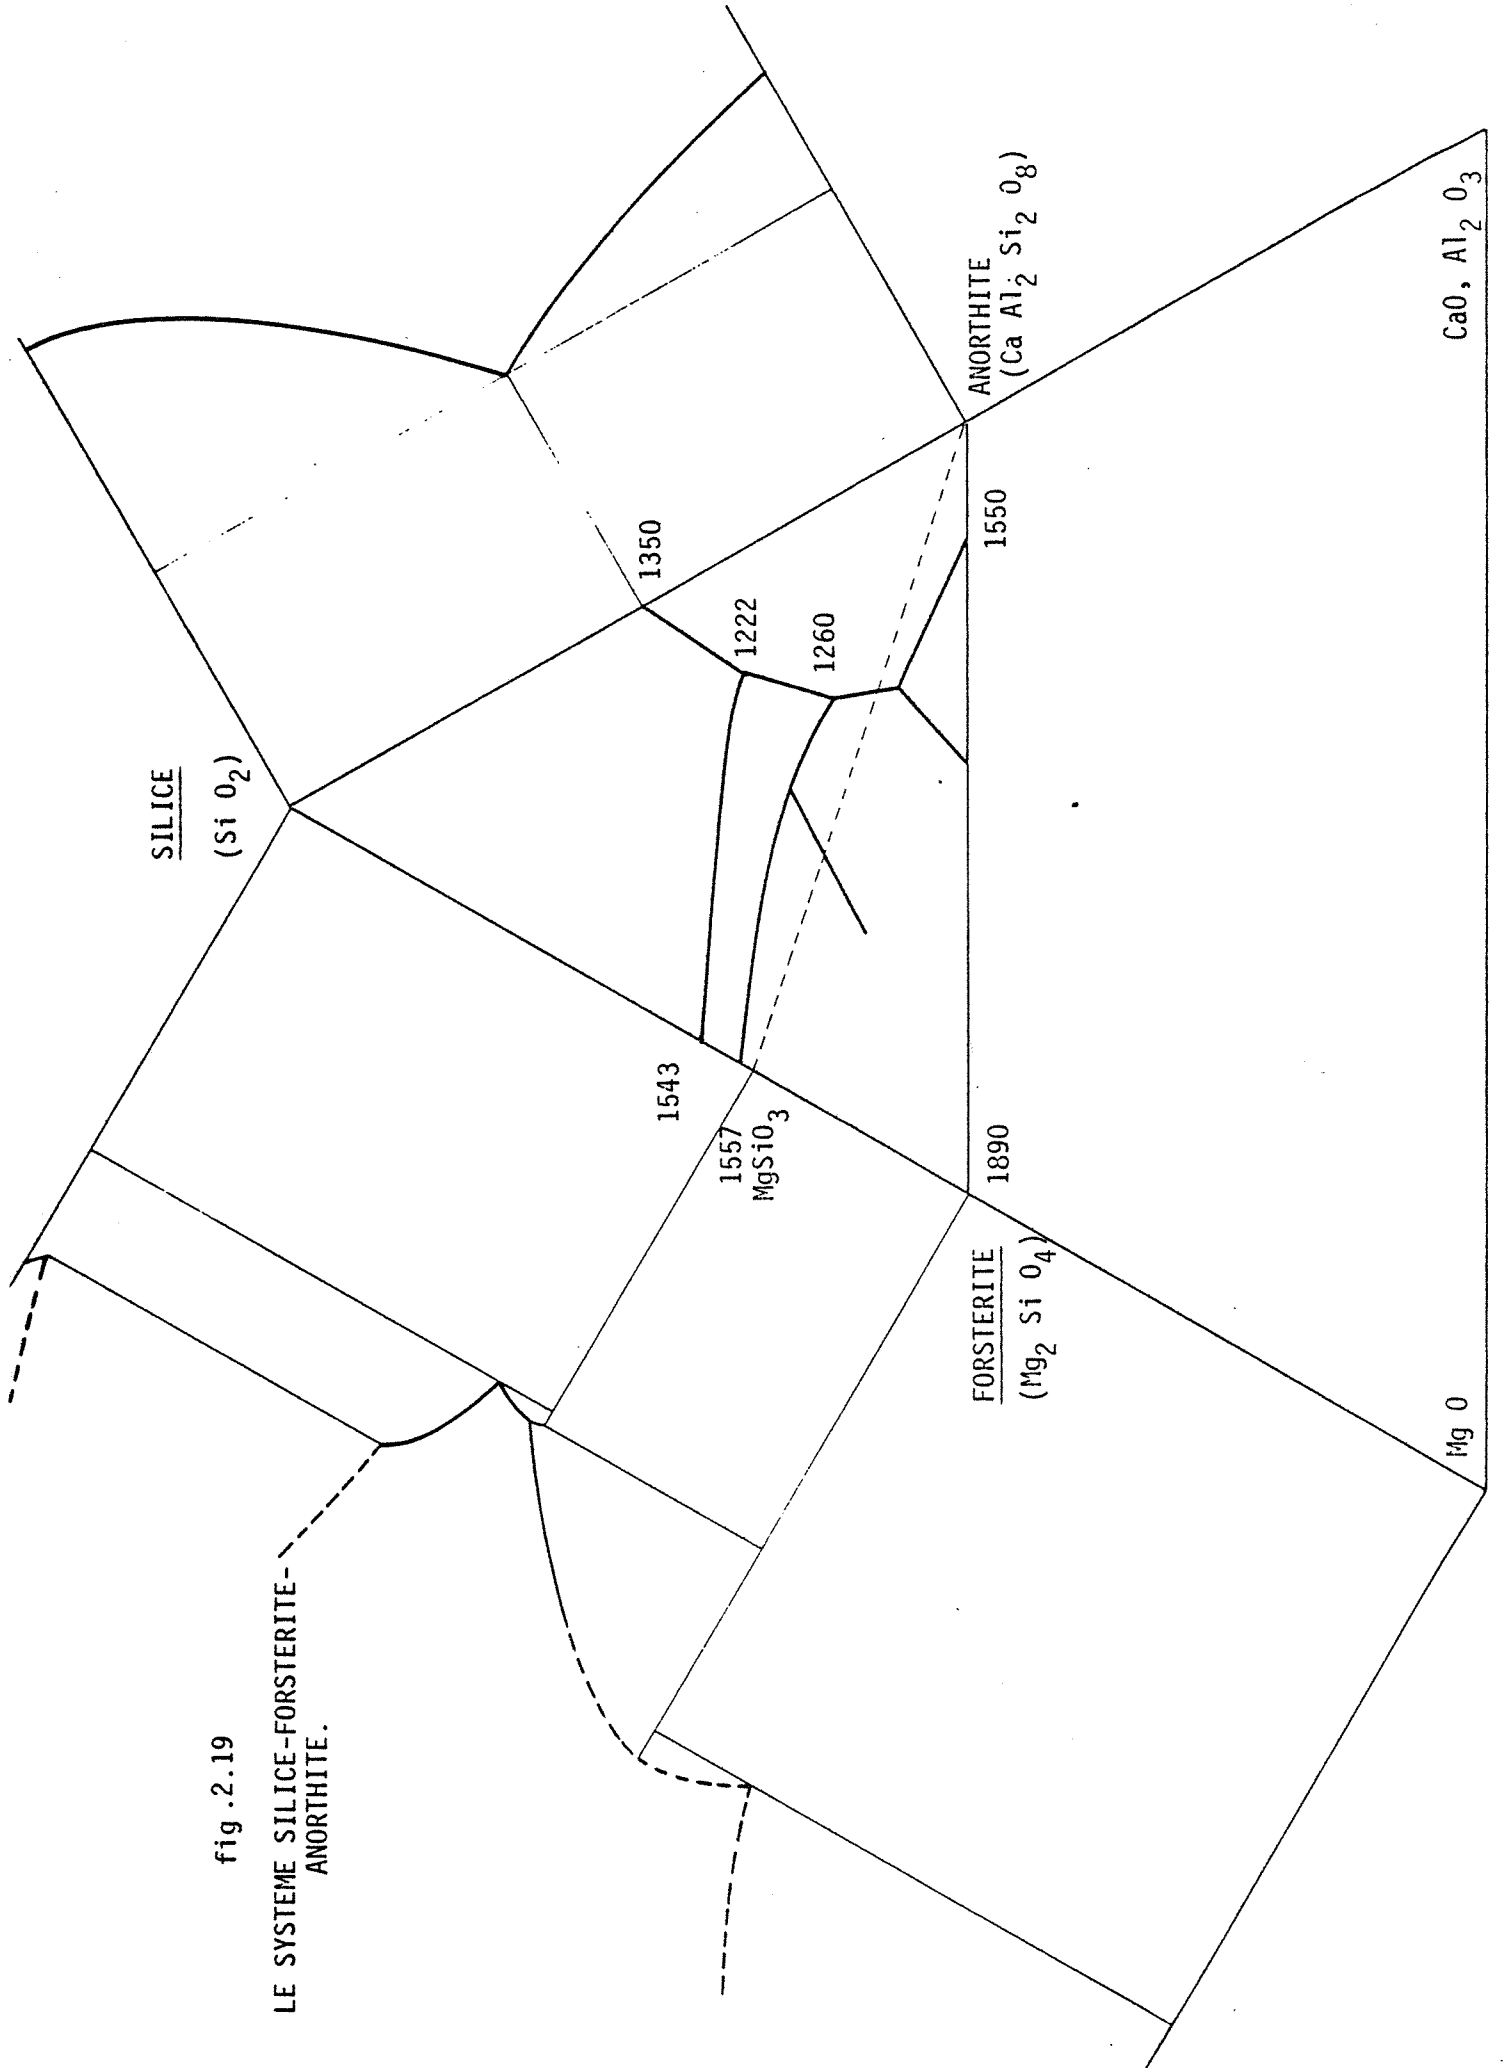 fig.2.19
LE SYSTEME SILICE-FORSTERITE-
ANORTHITE.
SILICE
(Si O2)
1543
1557
MgSiO3
1350
1222
1260
FORSTERITE
(Mg2 Si O4)
1890
1550
ANORTHITE
(Ca Al2 Si2 O8)
Mg O
CaO, Al2 O3